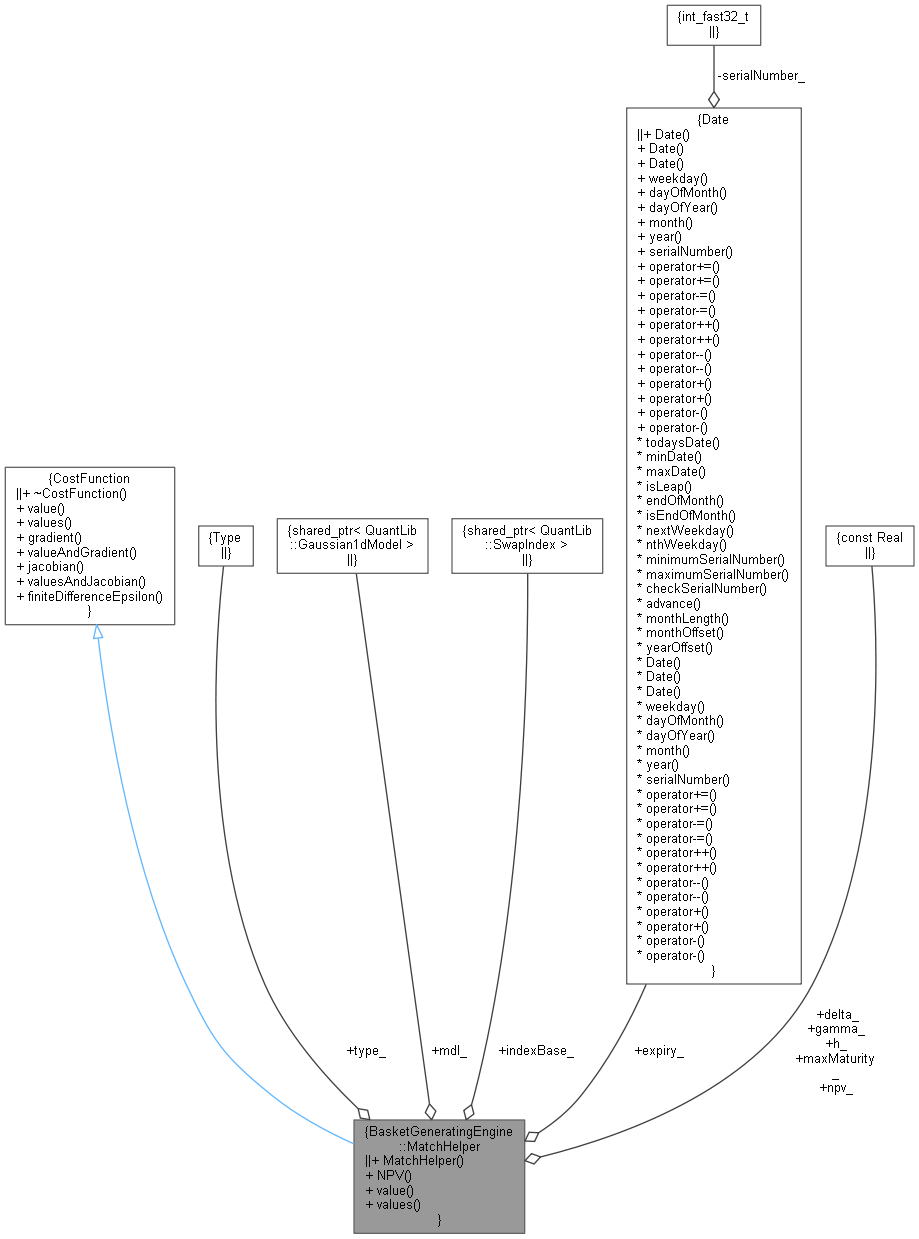 {int_fast32_t
||}
-serialNumber_
{Date
||+ Date()
+ Date()
+ Date()
+ weekday()
+ dayOfMonth()
+ dayOfYear()
+ month()
+ year()
+ serialNumber()
+ operator+=()
+ operator+=()
+ operator-=()
+ operator-=()
+ operator++()
+ operator++()
+ operator--()
+ operator--()
+ operator+()
+ operator+()
+ operator-()
+ operator-()
* todaysDate()
* minDate()
* maxDate()
* isLeap()
* endOfMonth()
* isEndOfMonth()
* nextWeekday()
* nthWeekday()
* minimumSerialNumber()
* maximumSerialNumber()
* checkSerialNumber()
* advance()
* monthLength()
* monthOffset()
* yearOffset()
* Date()
* Date()
* Date()
* weekday()
* dayOfMonth()
* dayOfYear()
* month()
* year()
* serialNumber()
* operator+=()
* operator+=()
* operator-=()
* operator-=()
* operator++()
* operator++()
* operator--()
* operator--()
* operator+()
* operator+()
* operator-()
* operator-()
}
{CostFunction
||+ ~CostFunction()
+ value()
+ values()
+ gradient()
+ valueAndGradient()
+ jacobian()
+ valuesAndJacobian()
+ finiteDifferenceEpsilon()
}
{Type
||}
{shared_ptr< QuantLib
::Gaussian1dModel >
||}
{shared_ptr< QuantLib
::SwapIndex >
||}
{const Real
||}
+type_
+mdl_
+indexBase_
+expiry_
+delta_
+gamma_
+h_
+maxMaturity
_
+npv_
{BasketGeneratingEngine
::MatchHelper
||+ MatchHelper()
+ NPV()
+ value()
+ values()
}